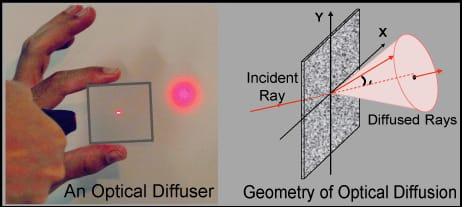 An Optical Diffuser
Y
X
Incident
Ray
Diffused Rays
Geometry of Optical Diffusion